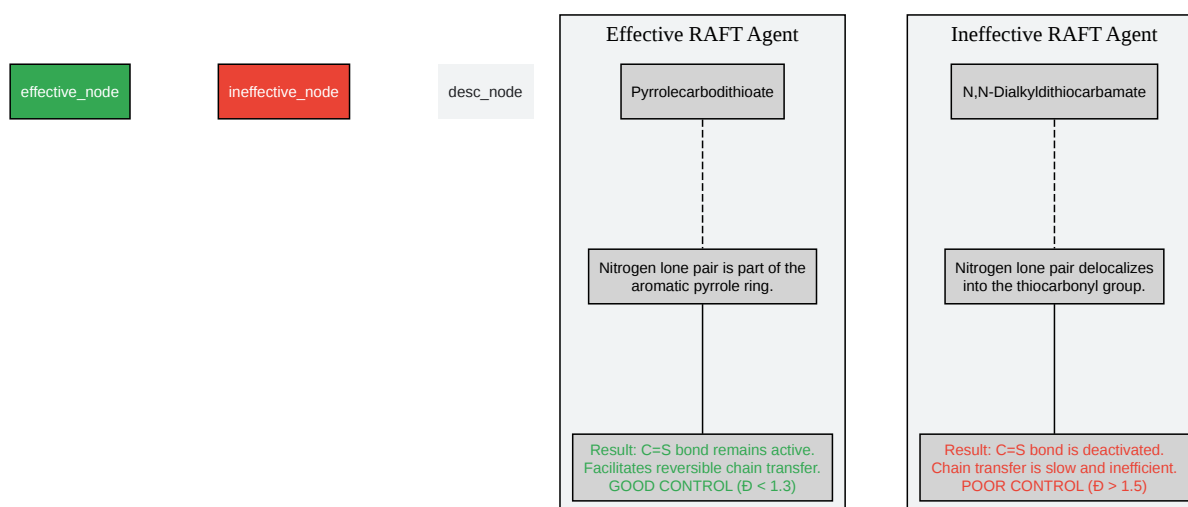 effective_node
ineffective_node
desc_node
Effective RAFT Agent
Pyrrolecarbodithioate
Nitrogen lone pair is part of the
aromatic pyrrole ring.
Result: C=S bond remains active.
Facilitates reversible chain transfer.
GOOD CONTROL (Đ < 1.3)
Ineffective RAFT Agent
N,N-Dialkyldithiocarbamate
Nitrogen lone pair delocalizes
into the thiocarbonyl group.
Result: C=S bond is deactivated.
Chain transfer is slow and inefficient.
POOR CONTROL (Đ > 1.5)